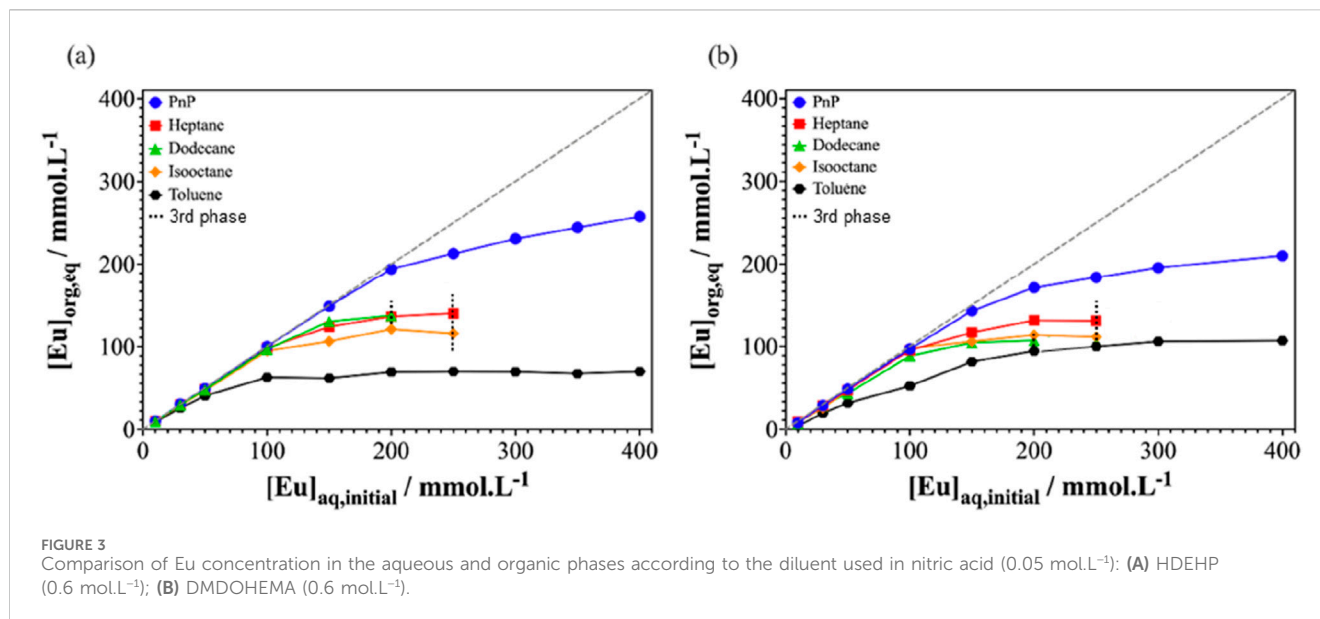 (a)
[Eu]org,eq / mmol.L⁻¹
400
300
200
100
0
PnP
Heptane
Dodecane
Isooctane
Toluene
3rd phase
0 100 200 300 400
[Eu]aq,initial / mmol.L⁻¹
(b)
[Eu]org,eq / mmol.L⁻¹
400
300
200
100
0
PnP
Heptane
Dodecane
Isooctane
Toluene
3rd phase
0 100 200 300 400
[Eu]aq,initial / mmol.L⁻¹
FIGURE 3
Comparison of Eu concentration in the aqueous and organic phases according to the diluent used in nitric acid (0.05 mol.L⁻¹): (A) HDEHP
(0.6 mol.L⁻¹); (B) DMDOHEMA (0.6 mol.L⁻¹).